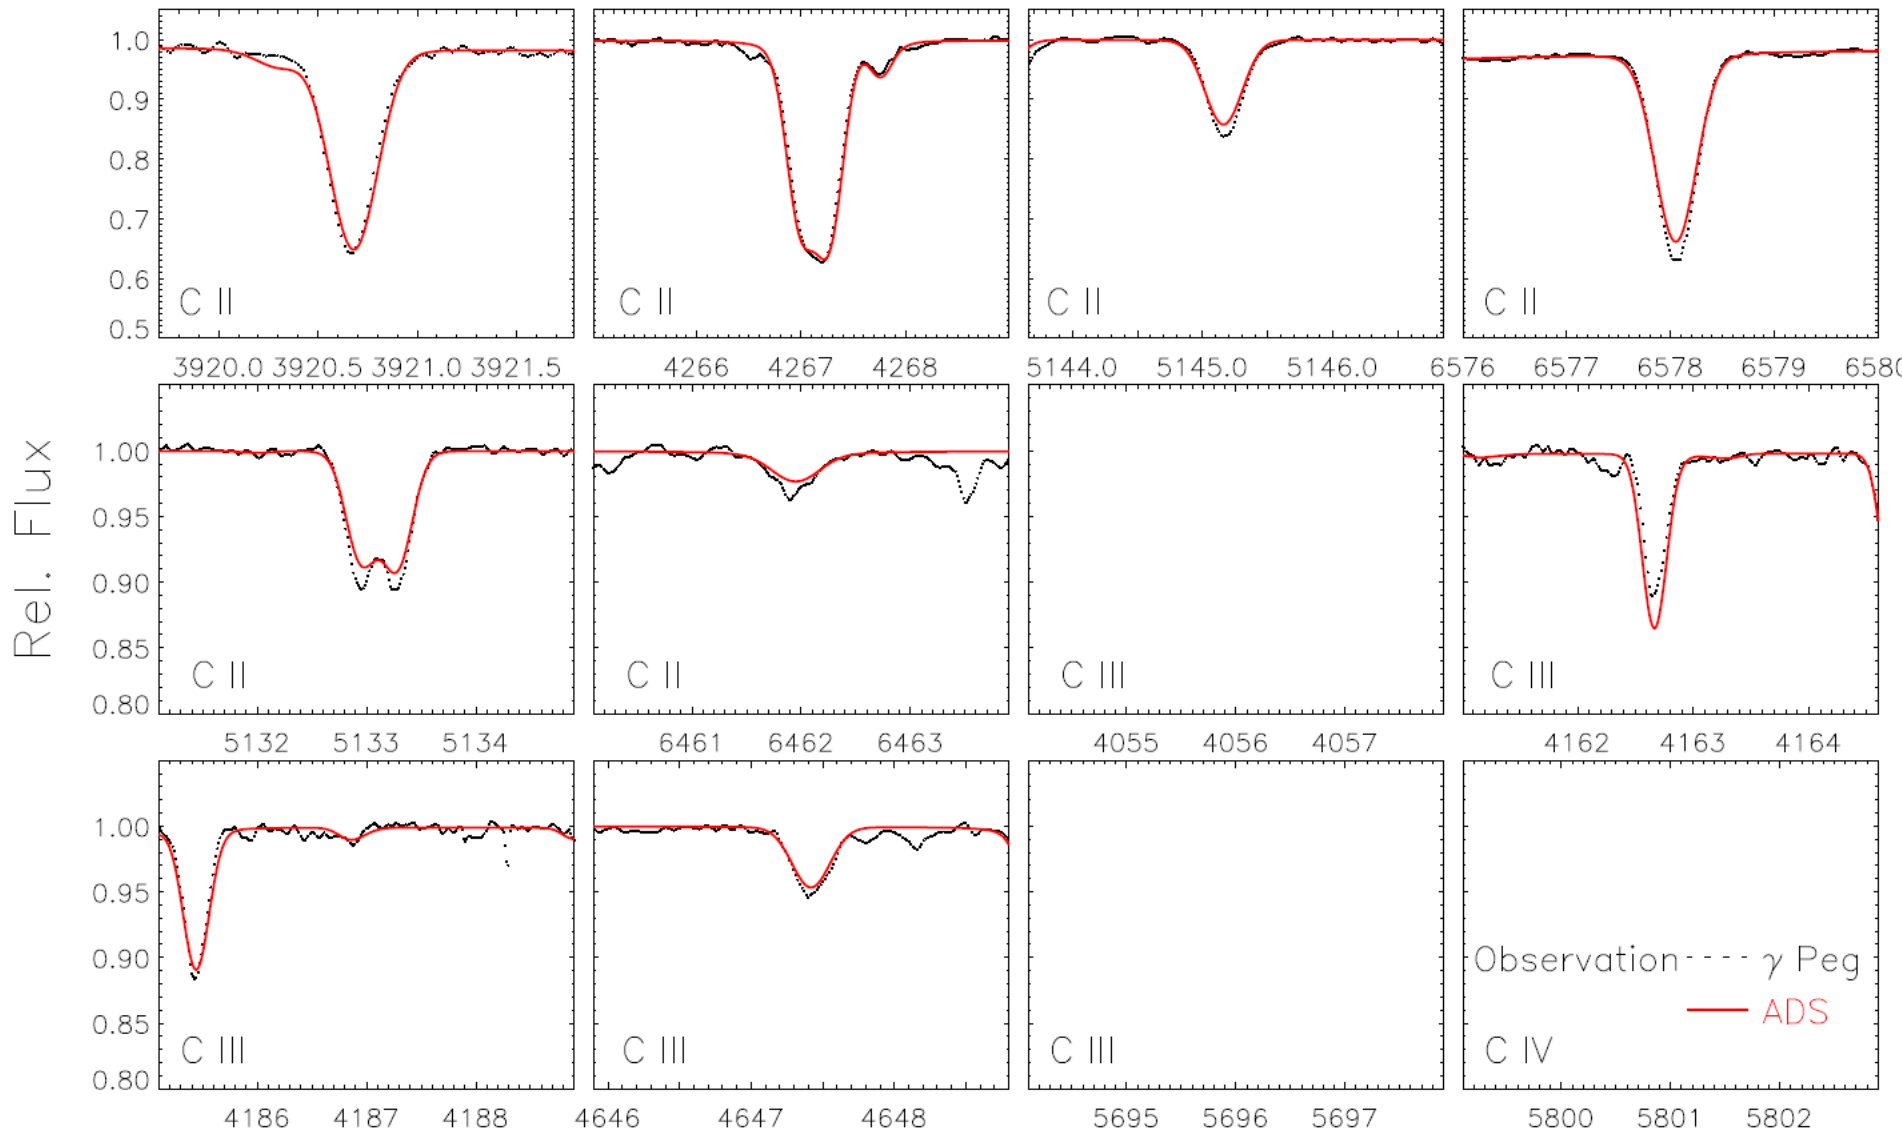 1.0
0.9
0.8
0.7
0.6
0.5
C II
C II
C II
C II
3920.0 3920.5 3921.0 3921.5
4266 4267 4268
5144.0 5145.0 5146.0
6576 6577 6578 6579 6580
Rel. Flux
1.00
0.95
0.90
0.85
0.80
C II
C II
C III
C III
5132 5133 5134
6461 6462 6463
4055 4056 4057
4162 4163 4164
1.00
0.95
0.90
0.85
0.80
Observation γ Peg
ADS
C III
C III
C III
C IV
4186 4187 4188
4646 4647 4648
5695 5696 5697
5800 5801 5802